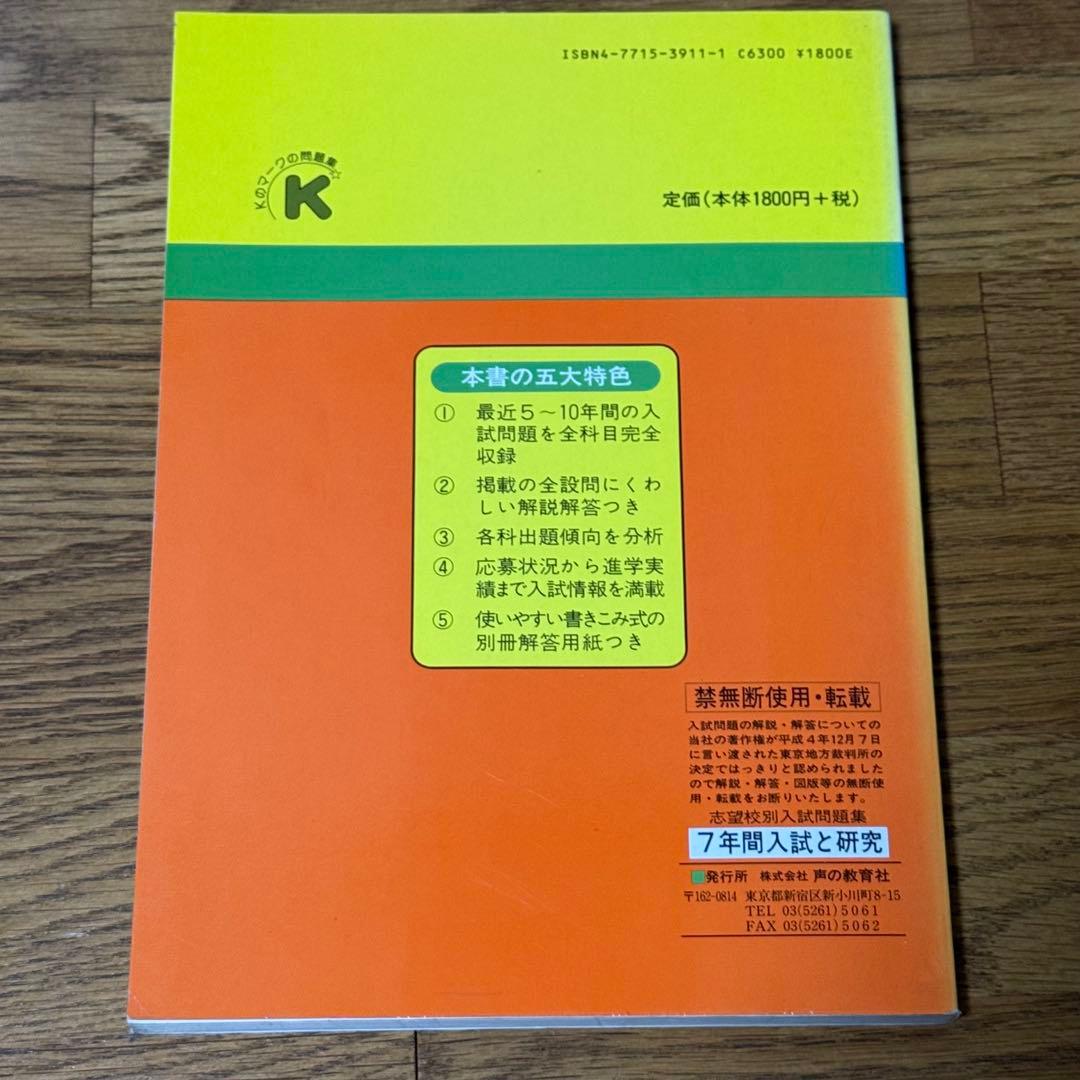 ISBN4-7715-3911-1 C6300 ¥1800E
Kのマークの問題集☆
K
定価(本体1800円+税)
本書の五大特色
① 最近5〜10年間の入
試問題を全科目完全
収録
② 掲載の全設問にくわ
しい解説解答つき
③ 各科出題傾向を分析
④ 応募状況から進学実
績まで入試情報を満載
⑤ 使いやすい書きこみ式の
別冊解答用紙つき
禁無断使用・転載
入試問題の解説・解答についての
当社の著作権が平成4年12月7日
に言い渡された東京地方裁判所の
決定ではっきりと認められました
ので解説・解答・図版等の無断使
用・転載をお断りいたします。
志望校別入試問題集
7年間入試と研究
■発行所 株式会社 声の教育社
〒162-0814 東京都新宿区新小川町8-15
TEL 03(5261)5061
FAX 03(5261)5062